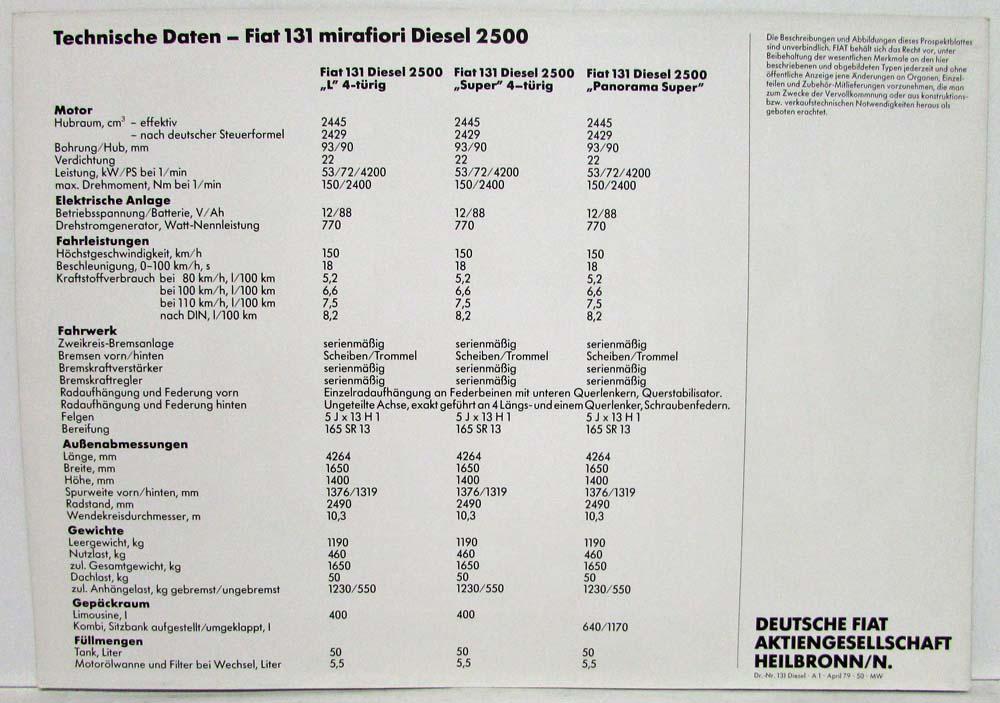 Technische Daten – Fiat 131 mirafiori Diesel 2500
Fiat 131 Diesel 2500 Fiat 131 Diesel 2500 Fiat 131 Diesel 2500
„L" 4-türig „Super" 4-türig „Panorama Super"
Motor
Hubraum, cm³ – effektiv 2445 2445 2445
– nach deutscher Steuerformel 2429 2429 2429
Bohrung/Hub, mm 93/90 93/90 93/90
Verdichtung 22 22 22
Leistung, kW/PS bei 1/min 53/72/4200 53/72/4200 53/72/4200
max. Drehmoment, Nm bei 1/min 150/2400 150/2400 150/2400
Elektrische Anlage
Betriebsspannung/Batterie, V/Ah 12/88 12/88 12/88
Drehstromgenerator, Watt-Nennleistung 770 770 770
Fahrleistungen
Höchstgeschwindigkeit, km/h 150 150 150
Beschleunigung, 0–100 km/h, s 18 18 18
Kraftstoffverbrauch bei 80 km/h, l/100 km 5,2 5,2 5,2
bei 100 km/h, l/100 km 6,6 6,6 6,6
bei 110 km/h, l/100 km 7,5 7,5 7,5
nach DIN, l/100 km 8,2 8,2 8,2
Fahrwerk
Zweikreis-Bremsanlage serienmäßig serienmäßig serienmäßig
Bremsen vorn/hinten Scheiben/Trommel Scheiben/Trommel Scheiben/Trommel
Bremskraftverstärker serienmäßig serienmäßig serienmäßig
Bremskraftregler serienmäßig serienmäßig serienmäßig
Radaufhängung und Federung vorn Einzelradaufhängung an Federbeinen mit unteren Querlenkern, Querstabilisator.
Radaufhängung und Federung hinten Ungeteilte Achse, exakt geführt an 4 Längs- und einem Querlenker, Schraubenfedern.
Felgen 5 J x 13 H 1 5 J x 13 H 1 5 J x 13 H 1
Bereifung 165 SR 13 165 SR 13 165 SR 13
Außenabmessungen
Länge, mm 4264 4264 4264
Breite, mm 1650 1650 1650
Höhe, mm 1400 1400 1400
Spurweite vorn/hinten, mm 1376/1319 1376/1319 1376/1319
Radstand, mm 2490 2490 2490
Wendekreisdurchmesser, m 10,3 10,3 10,3
Gewichte
Leergewicht, kg 1190 1190 1190
Nutzlast, kg 460 460 460
zul. Gesamtgewicht, kg 1650 1650 1650
Dachlast, kg 50 50 50
zul. Anhängelast, kg gebremst/ungebremst 1230/550 1230/550 1230/550
Gepäckraum
Limousine, l 400 400
Kombi, Sitzbank aufgestellt/umgeklappt, l 640/1170
Füllmengen
Tank, Liter 50 50 50
Motorölwanne und Filter bei Wechsel, Liter 5,5 5,5 5,5
Die Beschreibungen und Abbildungen dieses Prospektblattes
sind unverbindlich. FIAT behält sich das Recht vor, unter
Beibehaltung der wesentlichen Merkmale an den hier
beschriebenen und abgebildeten Typen jederzeit und ohne
öffentliche Anzeige jene Änderungen an Organen, Einzel-
teilen und Zubehör-Mitlieferungen vorzunehmen, die man
zum Zwecke der Vervollkommnung oder aus konstruktions-
bzw. verkaufstechnischen Notwendigkeiten heraus als
geboten erachtet.
DEUTSCHE FIAT
AKTIENGESELLSCHAFT
HEILBRONN/N.
Dr.-Nr. 131 Diesel · A 1 · April 79 · 50 · MW